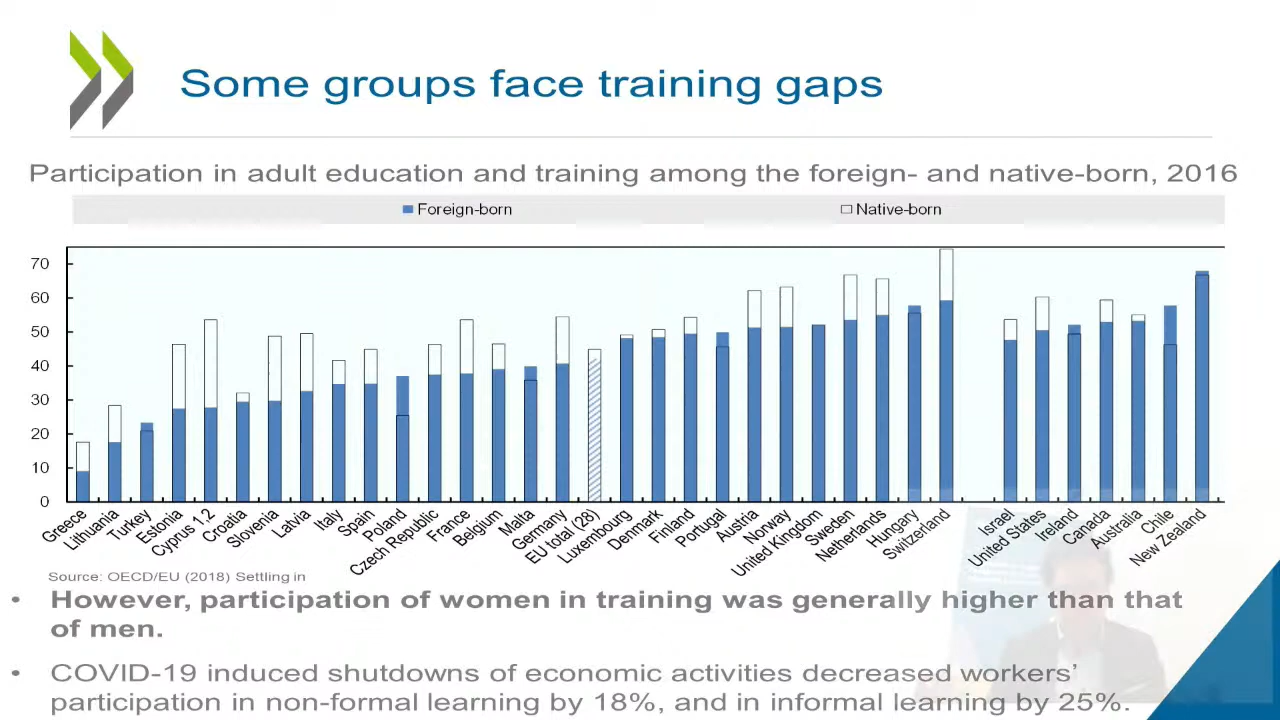 Some groups face training gaps
Participation in adult education and training among the foreign- and native-born, 2016
Foreign-born Native-born
70
60
50
40
30
20
10
0
Greece
Lithuania
Turkey
Estonia
Cyprus 1,2
Croatia
Slovenia
Latvia
Italy
Spain
Poland
Czech Republic
France
Belgium
Malta
Germany
EU total (28)
Luxembourg
Denmark
Finland
Portugal
Austria
Norway
United Kingdom
Sweden
Netherlands
Hungary
Switzerland
Israel
United States
Ireland
Canada
Australia
Chile
New Zealand
Source: OECD/EU (2018) Settling in
• However, participation of women in training was generally higher than that
of men.
• COVID-19 induced shutdowns of economic activities decreased workers’
participation in non-formal learning by 18%, and in informal learning by 25%.